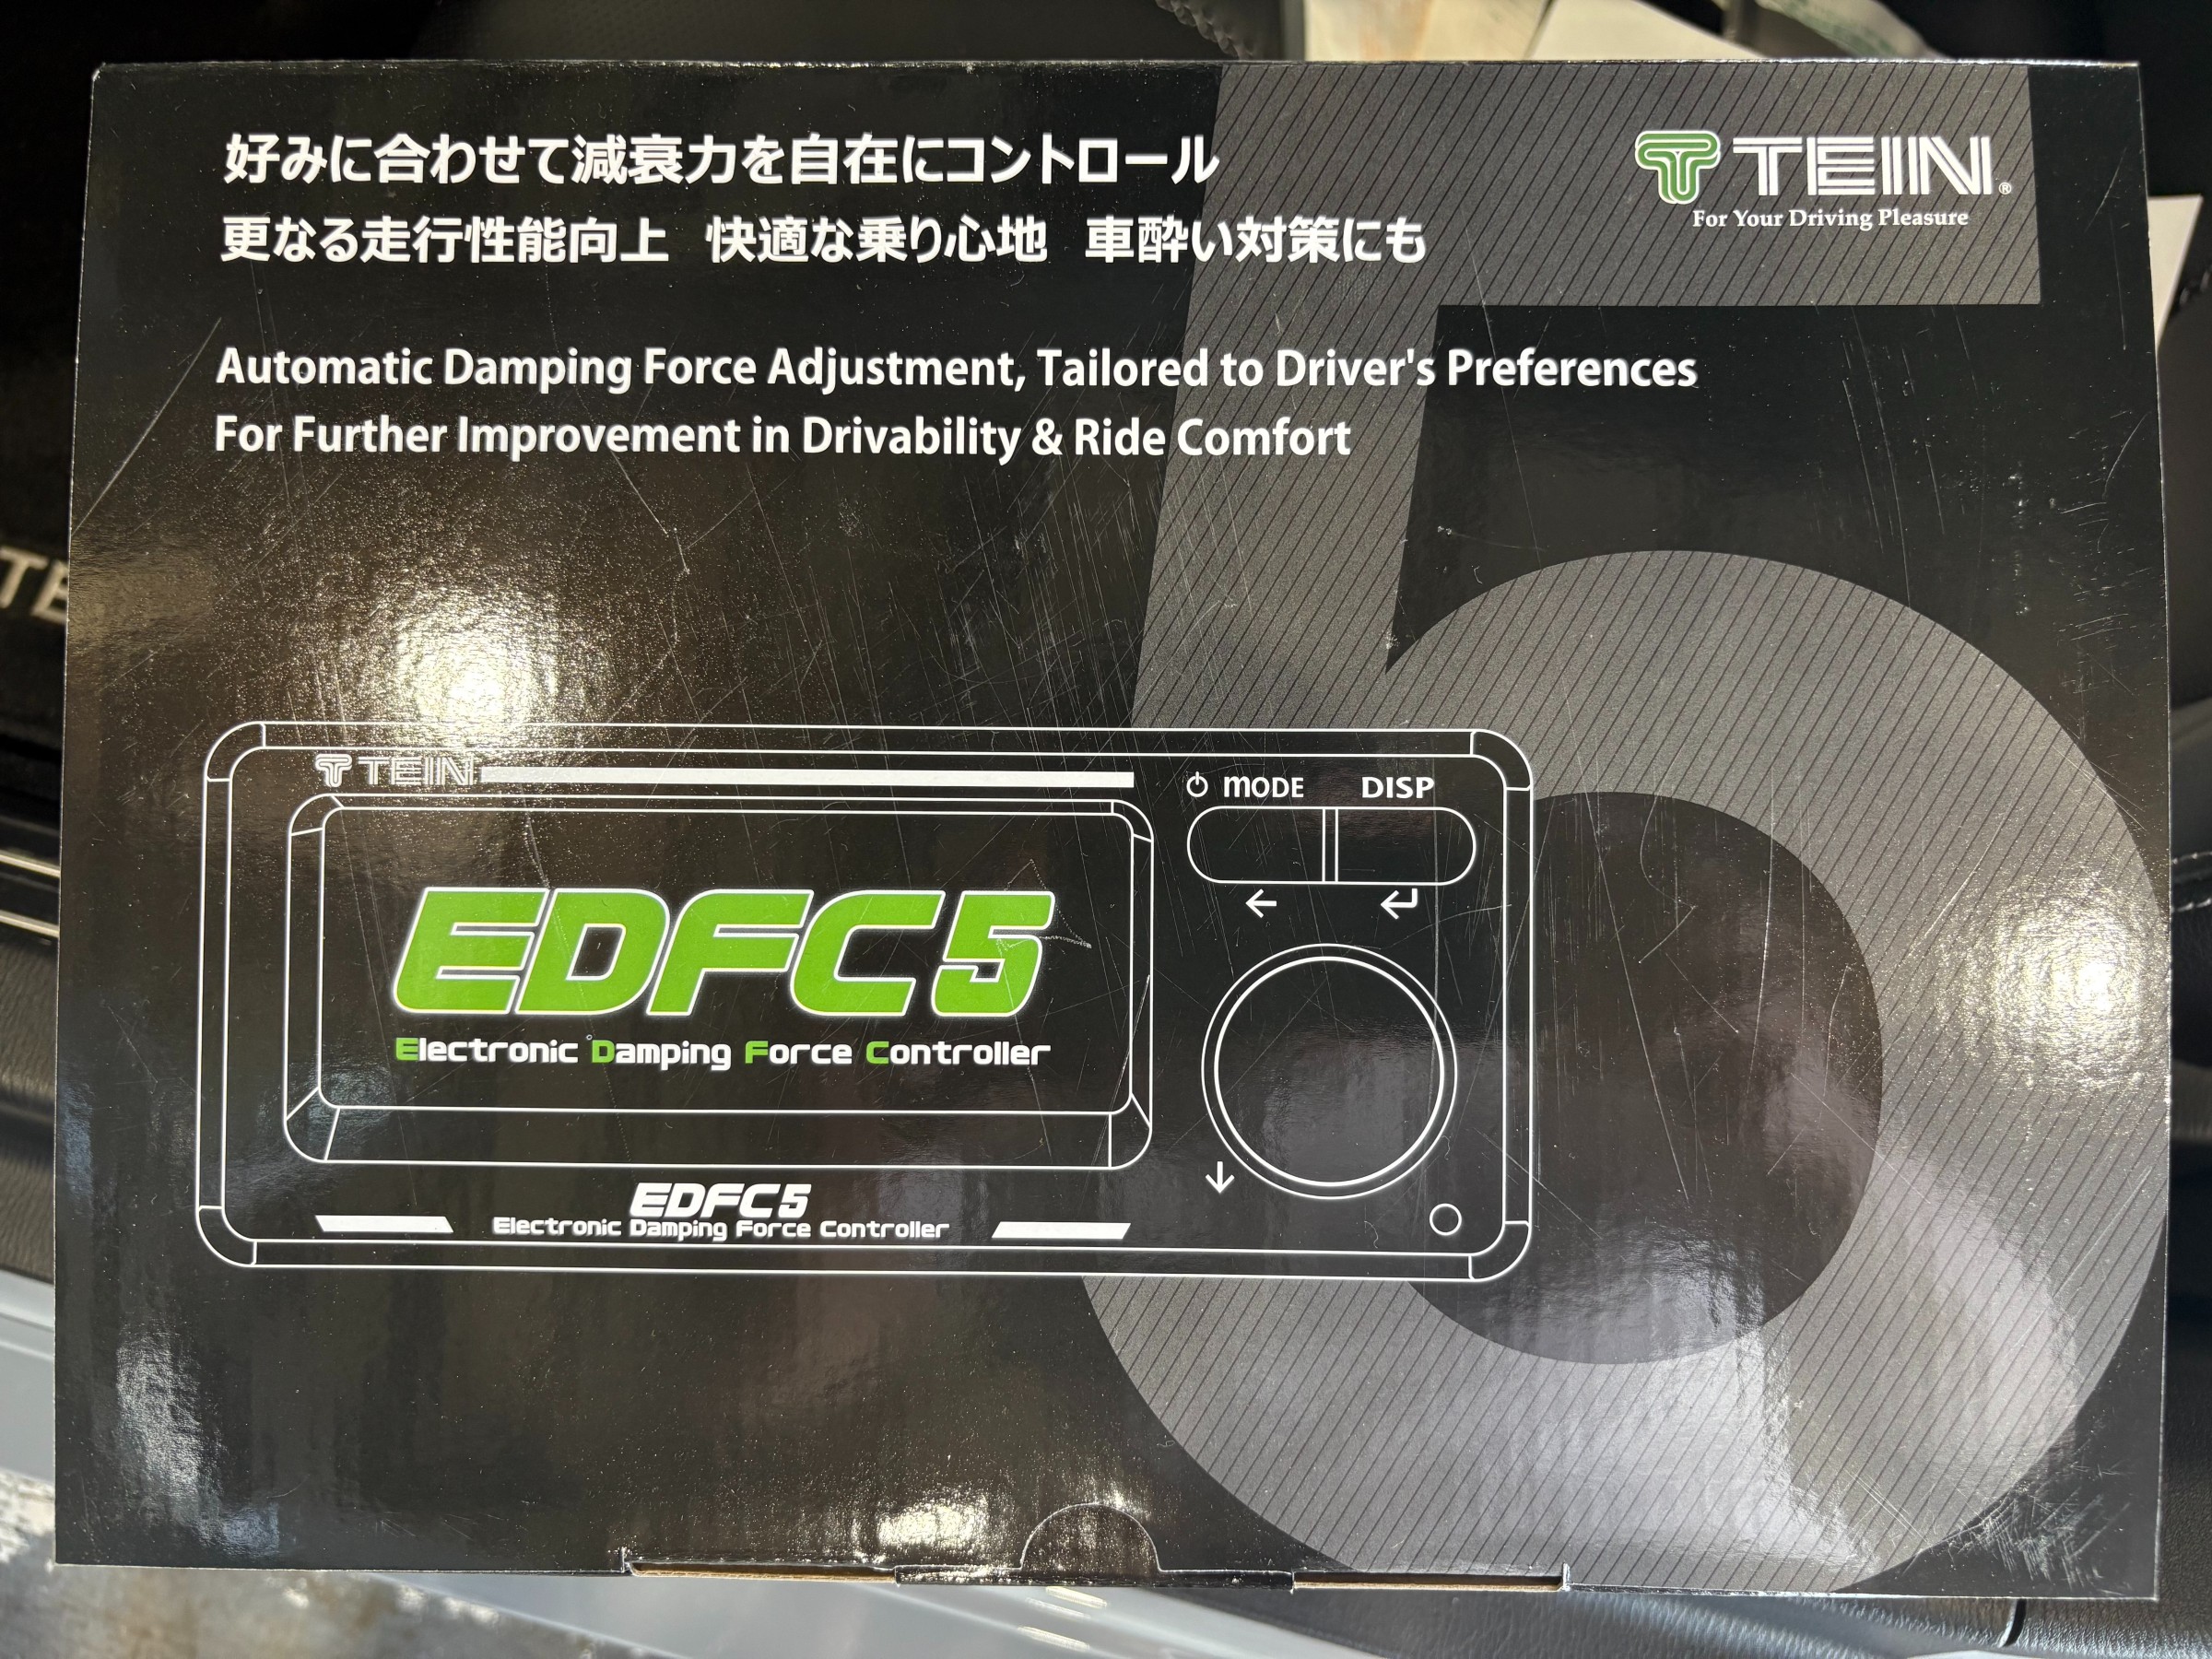 好みに合わせて減衰力を自在にコントロール
更なる走行性能向上 快適な乗り心地 車酔い対策にも
TEIN®
For Your Driving Pleasure
Automatic Damping Force Adjustment, Tailored to Driver's Preferences
For Further Improvement in Drivability & Ride Comfort
5
TE
TEIN
MODE DISP
EDFC5
Electronic Damping Force Controller
EDFC5
Electronic Damping Force Controller